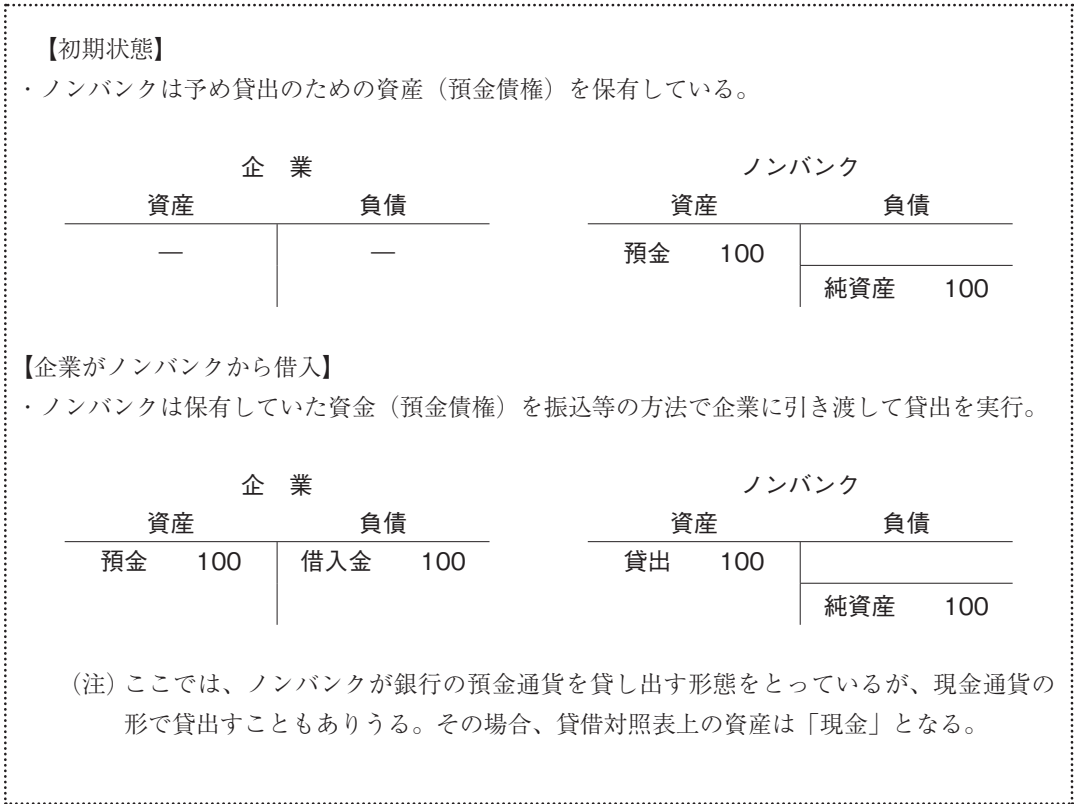 【初期状態】
・ノンバンクは予め貸出のための資産（預金債権）を保有している。
企　業　ノンバンク
資産　負債　資産　負債
―　―　預金　100
純資産　100
【企業がノンバンクから借入】
・ノンバンクは保有していた資金（預金債権）を振込等の方法で企業に引き渡して貸出を実行。
企　業　ノンバンク
資産　負債　資産　負債
預金　100　借入金　100　貸出　100
純資産　100
（注）ここでは、ノンバンクが銀行の預金通貨を貸し出す形態をとっているが、現金通貨の
形で貸出すこともありうる。その場合、貸借対照表上の資産は「現金」となる。